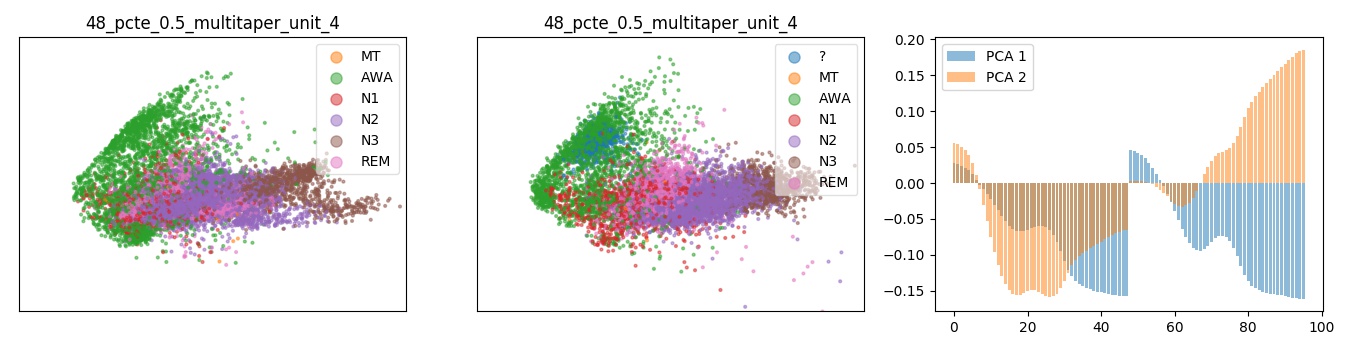 48_pcte_0.5_multitaper_unit_4
MT
AWA
N1
N2
N3
REM
48_pcte_0.5_multitaper_unit_4
?
MT
AWA
N1
N2
N3
REM
PCA 1
PCA 2
0.20
0.15
0.10
0.05
0.00
−0.05
−0.10
−0.15
0
20
40
60
80
100